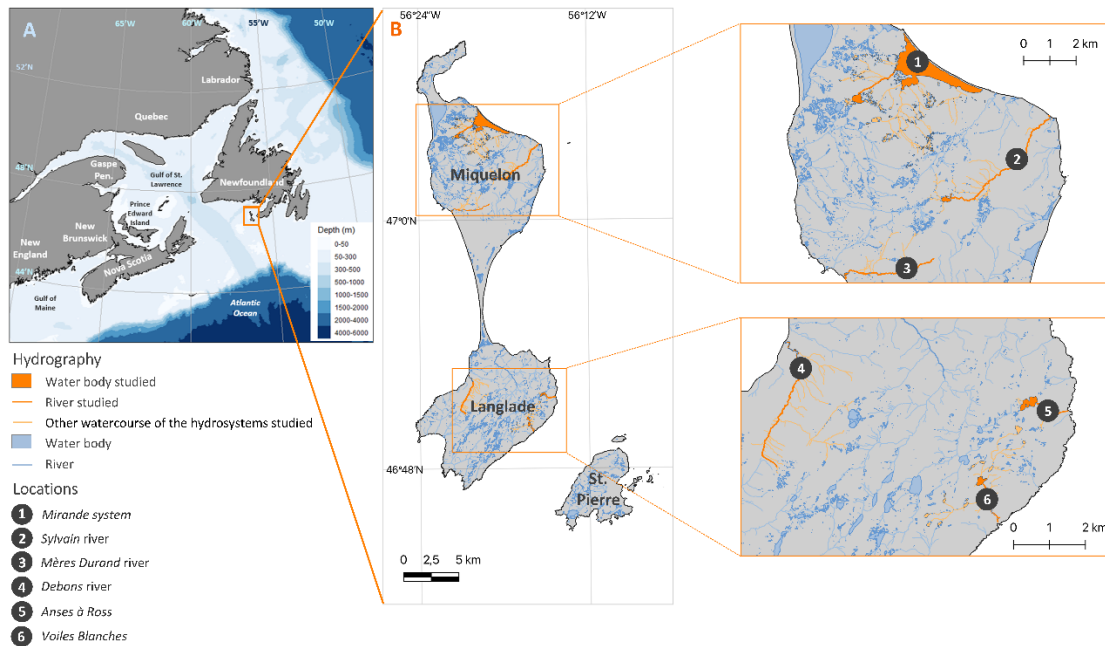 A
65°W
60°W
55°W
50°W
52°N
48°N
44°N
Labrador
Quebec
Gaspe
Pen.
Gulf of St.
Lawrence
Newfoundland
Prince
Edward
Island
New
Brunswick
New
England
Nova Scotia
Gulf of
Maine
Atlantic
Ocean
Depth (m)
0-50
50-300
300-500
500-1000
1000-1500
1500-2000
2000-4000
4000-6000
Hydrography
Water body studied
River studied
Other watercourse of the hydrosystems studied
Water body
River
Locations
1 Mirande system
2 Sylvain river
3 Mères Durand river
4 Debons river
5 Anses à Ross
6 Voiles Blanches
56°24'W
56°12'W
B
Miquelon
47°0'N
Langlade
46°48'N
St.
Pierre
0 2,5 5 km
0 1 2 km
1
2
3
4
5
6
0 1 2 km